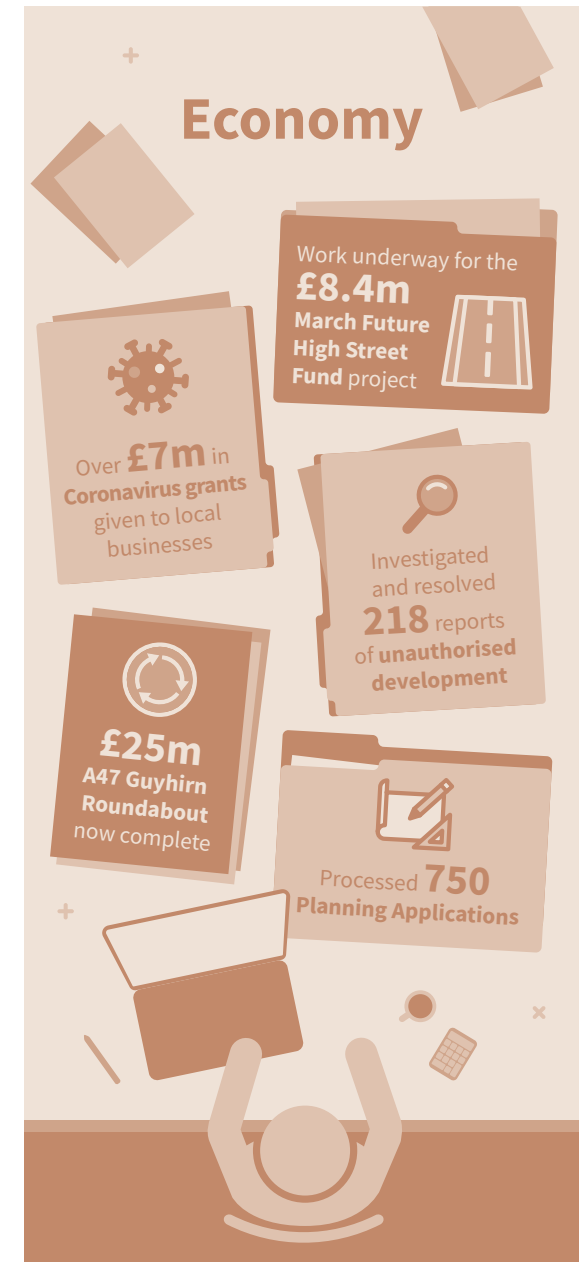 Economy
Work underway for the
£8.4m
March Future
High Street
Fund project
Over £7m in
Coronavirus grants
given to local
businesses
Investigated
and resolved
218 reports
of unauthorised
development
£25m
A47 Guyhirn
Roundabout
now complete
Processed 750
Planning Applications